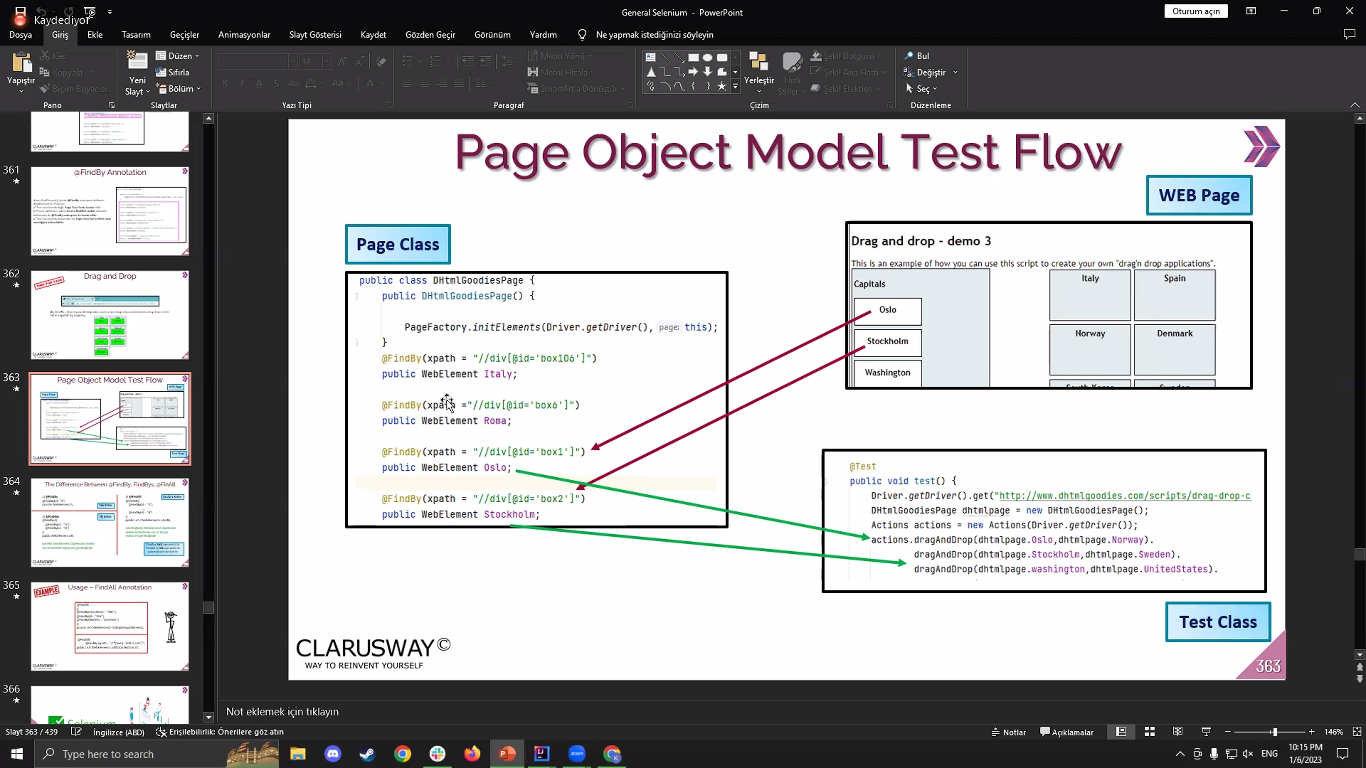 Kaydediyor
General Selenium - PowerPoint
Oturum açın
Dosya Giriş Ekle Tasarım Geçişler Animasyonlar Slayt Gösterisi Kaydet Gözden Geçir Görünüm Yardım Ne yapmak istediğinizi söyleyin
Yapıştır
Kes
Kopyala
Biçim Boyacısı
Pano
Yeni Slayt
Düzen
Sıfırla
Bölüm
Slaytlar
14
Yazı Tipi
Metin Yönü
Metni Hizala
SmartArt'a Dönüştür
Paragraf
Yerleştir
Hızlı Stiller
Şekil Dolgusu
Şekil Ana Hattı
Şekil Efektleri
Çizim
Bul
Değiştir
Seç
Düzenleme
361
@FindBy Annotation
362
Drag and Drop
363
Page Object Model Test Flow
364
The Difference Between @FindBy, FindBys, @FinAll
365
Usage – FindAll Annotation
366
Selenium
Page Object Model Test Flow
WEB Page
Page Class
public class DHtmlGoodiesPage {
public DHtmlGoodiesPage() {
PageFactory.initElements(Driver.getDriver(), page: this);
}
@FindBy(xpath = "//div[@id='box106']")
public WebElement Italy;
@FindBy(xpath ="//div[@id='box6']")
public WebElement Roma;
@FindBy(xpath = "//div[@id='box1']")
public WebElement Oslo;
@FindBy(xpath = "//div[@id='box2']")
public WebElement Stockholm;
Drag and drop - demo 3
This is an example of how you can use this script to create your own "drag'n drop applications".
Capitals
Oslo
Stockholm
Washington
Italy Spain
Norway Denmark
South Korea Sweden
@Test
public void test() {
Driver.getDriver().get("http://www.dhtmlgoodies.com/scripts/drag-drop-c
DHtmlGoodiesPage dhtmlpage = new DHtmlGoodiesPage();
Actions actions = new Actions(Driver.getDriver());
actions.dragAndDrop(dhtmlpage.Oslo,dhtmlpage.Norway).
dragAndDrop(dhtmlpage.Stockholm,dhtmlpage.Sweden).
dragAndDrop(dhtmlpage.washington,dhtmlpage.UnitedStates).
Test Class
CLARUSWAY©
WAY TO REINVENT YOURSELF
363
Not eklemek için tıklayın
Slayt 363 / 439 İngilizce (ABD) Erişilebilirlik: Önerilere göz atın Notlar Açıklamalar 146%
Type here to search
ENG
10:15 PM
1/6/2023